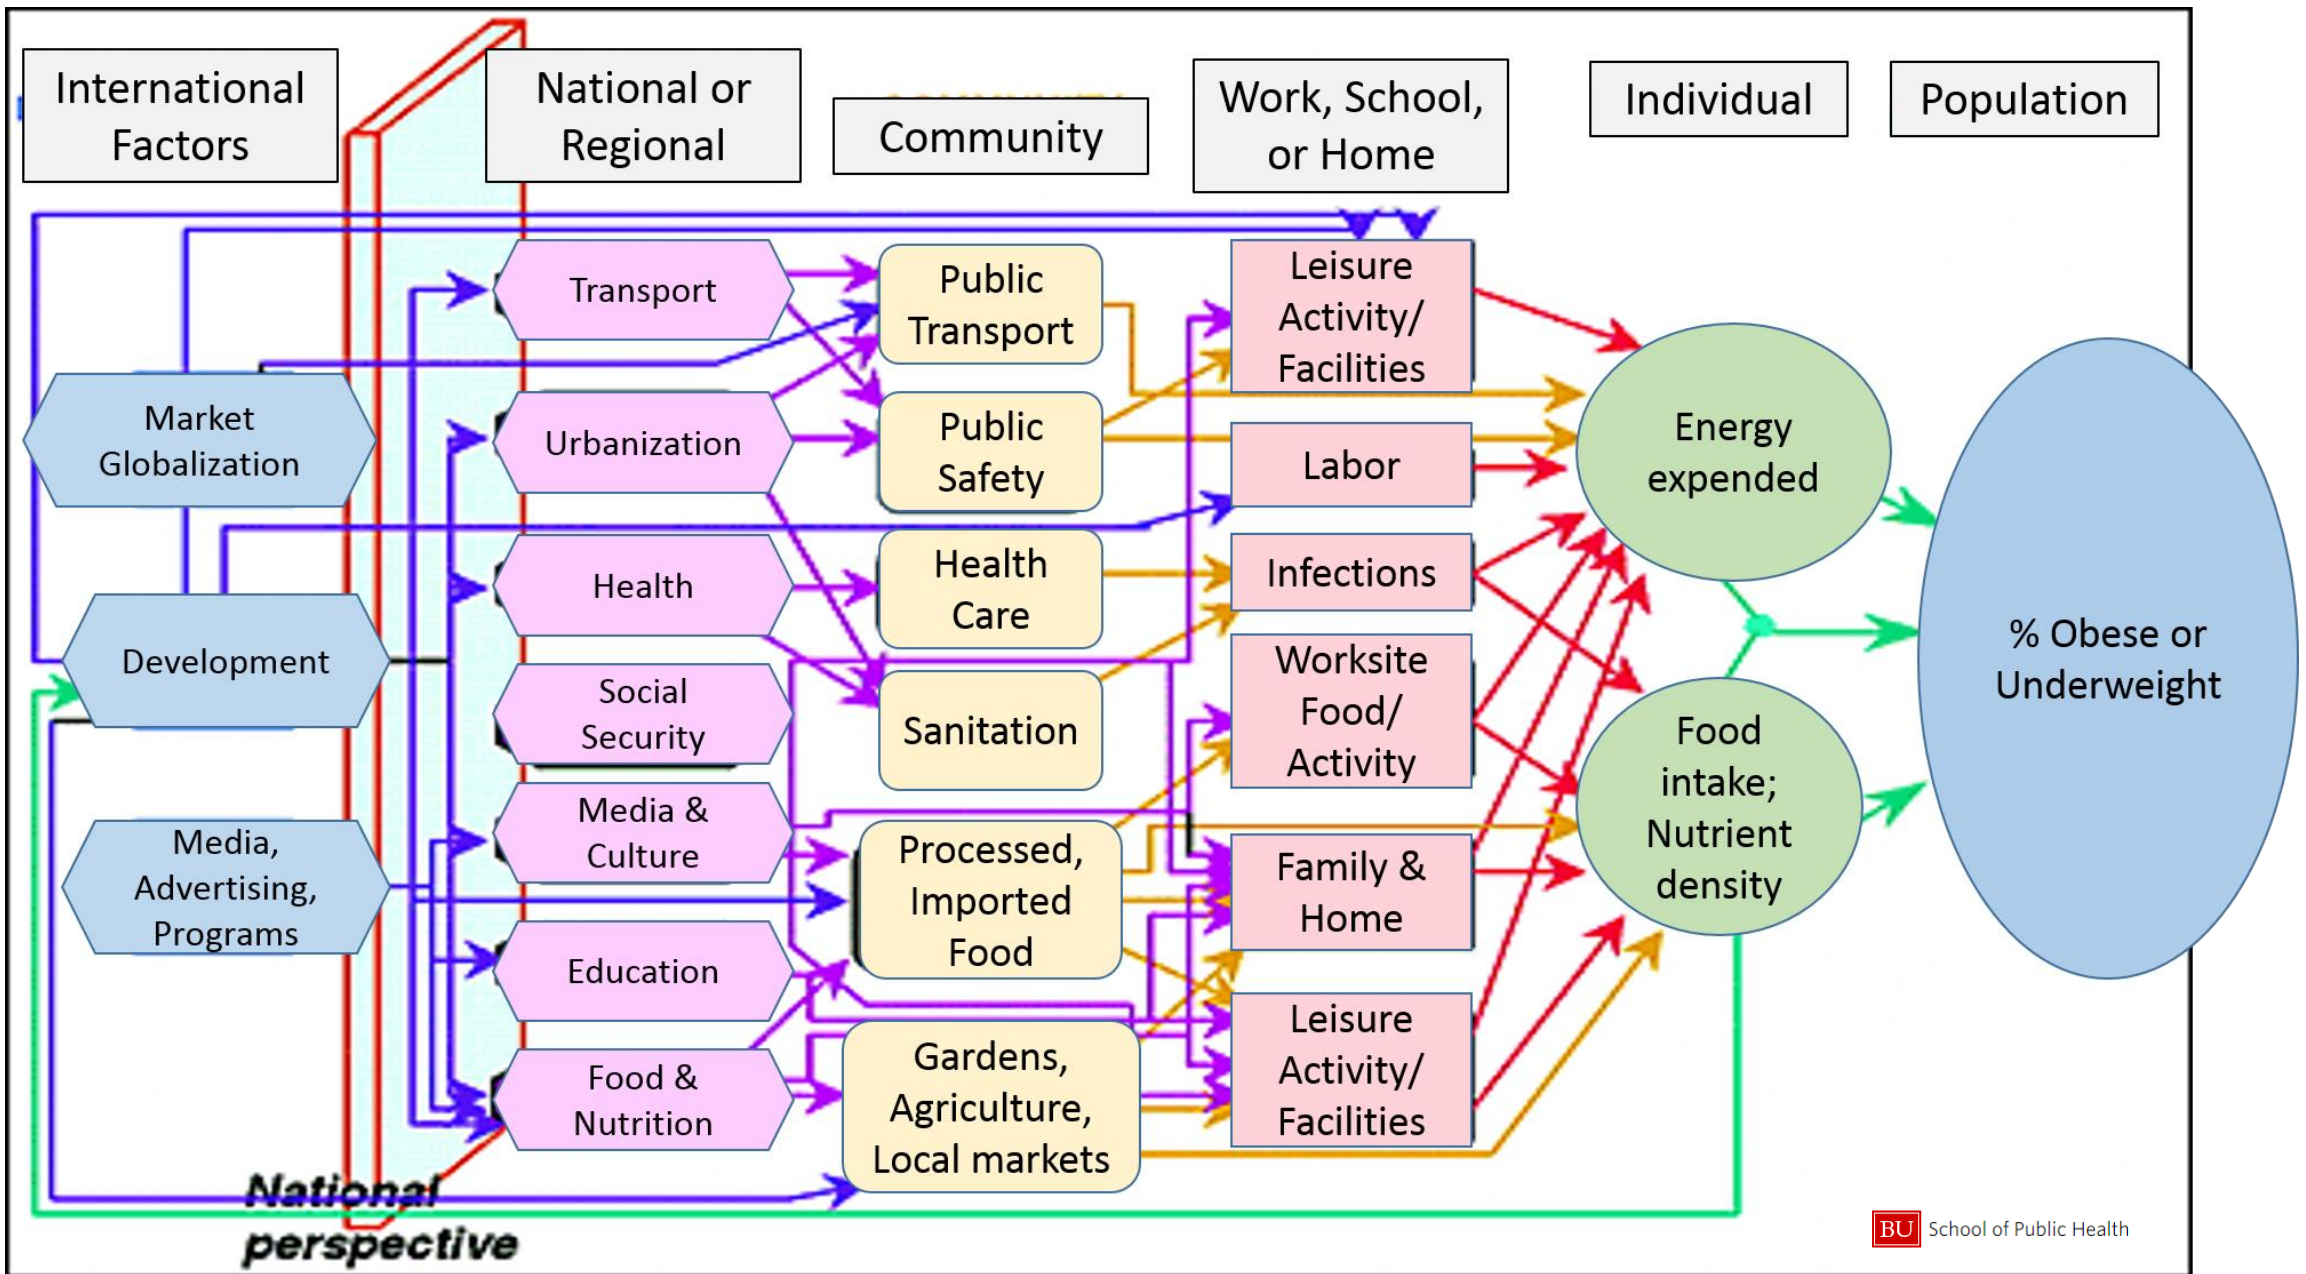 International
Factors
National or
Regional
Community
Work, School,
or Home
Individual
Population
Market
Globalization
Development
Media,
Advertising,
Programs
Transport
Urbanization
Health
Social
Security
Media &
Culture
Education
Food &
Nutrition
Public
Transport
Public
Safety
Health
Care
Sanitation
Processed,
Imported
Food
Gardens,
Agriculture,
Local markets
Leisure
Activity/
Facilities
Labor
Infections
Worksite
Food/
Activity
Family &
Home
Leisure
Activity/
Facilities
Energy
expended
Food
intake;
Nutrient
density
% Obese or
Underweight
National
perspective
BU School of Public Health